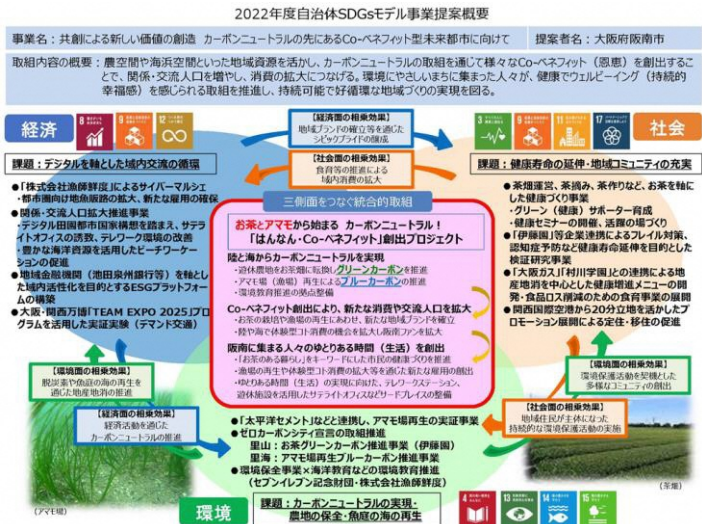 2022年度自治体SDGsモデル事業提案概要
事業名：共創による新しい価値の創造 カーボンニュートラルの先にあるCo-ベネフィット型未来都市に向けて
提案者名：大阪府阪南市
取組内容の概要：農空間や海浜空間といった地域資源を活かし、カーボンニュートラルの取組を通じて様々なCo-ベネフィット（恩恵）を創出するこ
とで、関係・交流人口を増やし、消費の拡大につなげる。環境にやさしいまちに集まった人々が、健康でウェルビーイング（持続的
幸福感）を感じられる取組を推進し、持続可能で好循環な地域づくりの実現を図る。
経済
8
9
12
【経済面の相乗効果】
地域ブランドの確立等を通じた
シビックプライドの醸成
【社会面の相乗効果】
食育等の推進による
域内消費の拡大
3
9
11
17
社会
課題：デジタルを軸とした域内交流の循環
●「株式会社漁師鮮度」によるサイバーマルシェ
・都市圏向け地魚販路の拡大、新たな雇用の確保
●関係・交流人口拡大推進事業
・デジタル田園都市国家構想を踏まえ、サテラ
イトオフィスの誘致、テレワーク環境の改善
・豊かな海洋資源を活用したビーチワーケー
ションの促進
●地域金融機関（池田泉州銀行等）を軸とし
た域内活性化を目的とするESGプラットフォー
ムの構築
●大阪・関西万博「TEAM EXPO 2025」プ
ログラムを活用した実証実験（デマンド交通）
三側面をつなぐ統合的取組
お茶とアマモから始まる カーボンニュートラル！
「はんなん・Co-ベネフィット」創出プロジェクト
陸と海からカーボンニュートラルを実現
・遊休農地をお茶畑に転換しグリーンカーボンを推進
・アマモ場（漁場）再生によるブルーカーボンの推進
・環境教育推進の拠点整備
Co-ベネフィット創出により、新たな消費や交流人口を拡大
・お茶の栽培や漁場の再生にあわせ、新たな地域ブランドを確立
・陸や海で体験型コト消費の機会を拡大し阪南ファンを拡大
阪南に集まる人々のゆとりある時間（生活）を創出
・「お茶のある暮らし」をキーワードにした市民の健康づくりを推進
・漁場の再生や体験型コト消費の拡大等を通じた新たな雇用の創出
・ゆとりある時間（生活）の実現に向けた、テレワークステーション、
遊休施設を活用したサテライトオフィスなどサードプレイスの整備
課題：健康寿命の延伸・地域コミュニティの充実
●茶畑運営、茶摘み、茶作りなど、お茶を軸に
した健康づくり事業
・グリーン（健康）サポーター育成
・健康セミナーの開催、活躍の場づくり
●「伊藤園」等企業連携によるフレイル対策、
認知症予防など健康寿命延伸を目的とした
検証研究事業
●「大阪ガス」「村川学園」との連携による地
産地消を中心とした健康増進メニューの開
発・食品ロス削減のための食育事業の展開
●関西国際空港から20分立地を活かしたプ
ロモーション展開による定住・移住の促進
【環境面の相乗効果】
脱炭素や魚庭の海の再生を
通じた地産地消の推進
【経済面の相乗効果】
経済活動を通じた
カーボンニュートラルの推進
【環境面の相乗効果】
環境保護活動を契機とした
多様なコミュニティの創出
【社会面の相乗効果】
地域住民が主体になった
持続的な環境保護活動の実施
●「太平洋セメント」などと連携し、アマモ場再生の実証事業
●ゼロカーボンシティ宣言の取組推進
里山：お茶グリーンカーボン推進事業（伊藤園）
里海：アマモ場再生ブルーカーボン推進事業
●環境保全事業×海洋教育などの環境教育推進
（セブンイレブン記念財団・株式会社漁師鮮度）
（アマモ場）
（茶畑）
環境
課題：カーボンニュートラルの実現・
農地の保全・魚庭の海の再生
4
13
14
15